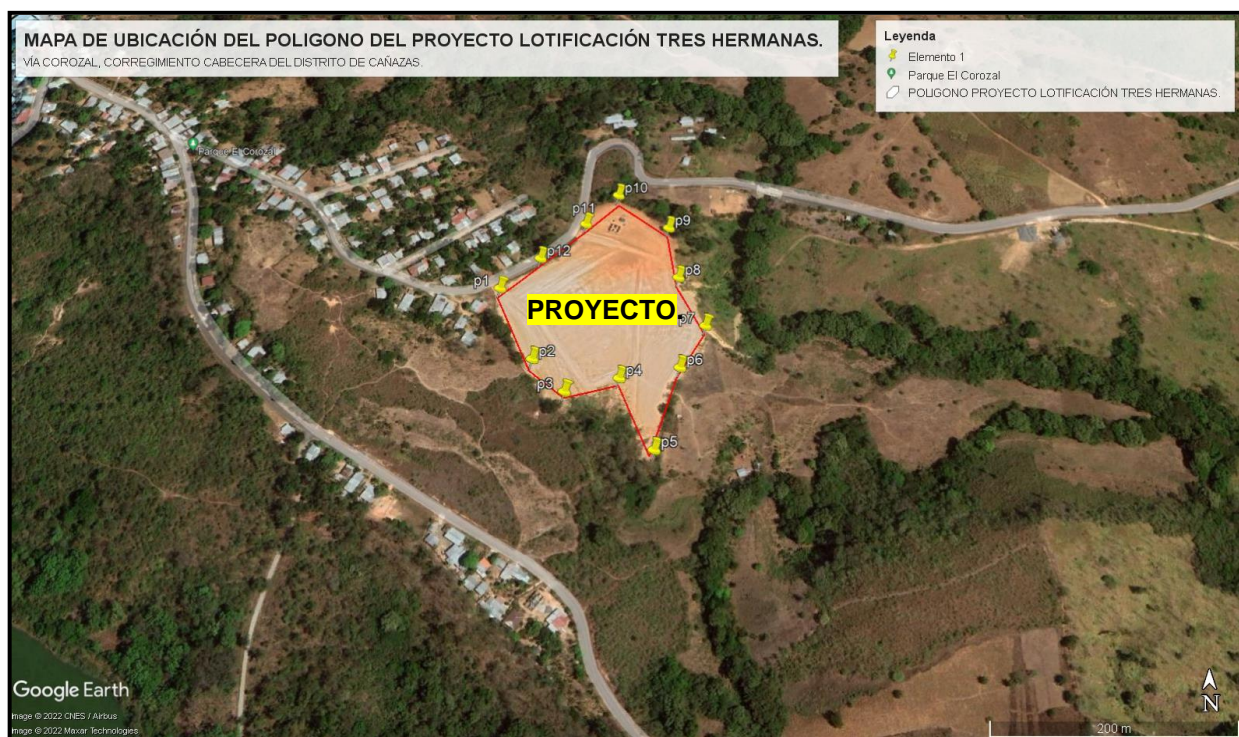 MAPA DE UBICACIÓN DEL POLIGONO DEL PROYECTO LOTIFICACIÓN TRES HERMANAS.
VÍA COROZAL, CORREGIMIENTO CABECERA DEL DISTRITO DE CAÑAZAS.
Leyenda
Elemento 1
Parque El Corozal
POLIGONO PROYECTO LOTIFICACIÓN TRES HERMANAS.
Parque El Corozal
p10
p11
p9
p12
p8
p1
PROYECTO.
p7
p2
p6
p3
p4
p5
Google Earth
Image © 2022 CNES / Airbus
Image © 2022 Maxar Technologies
N
200 m